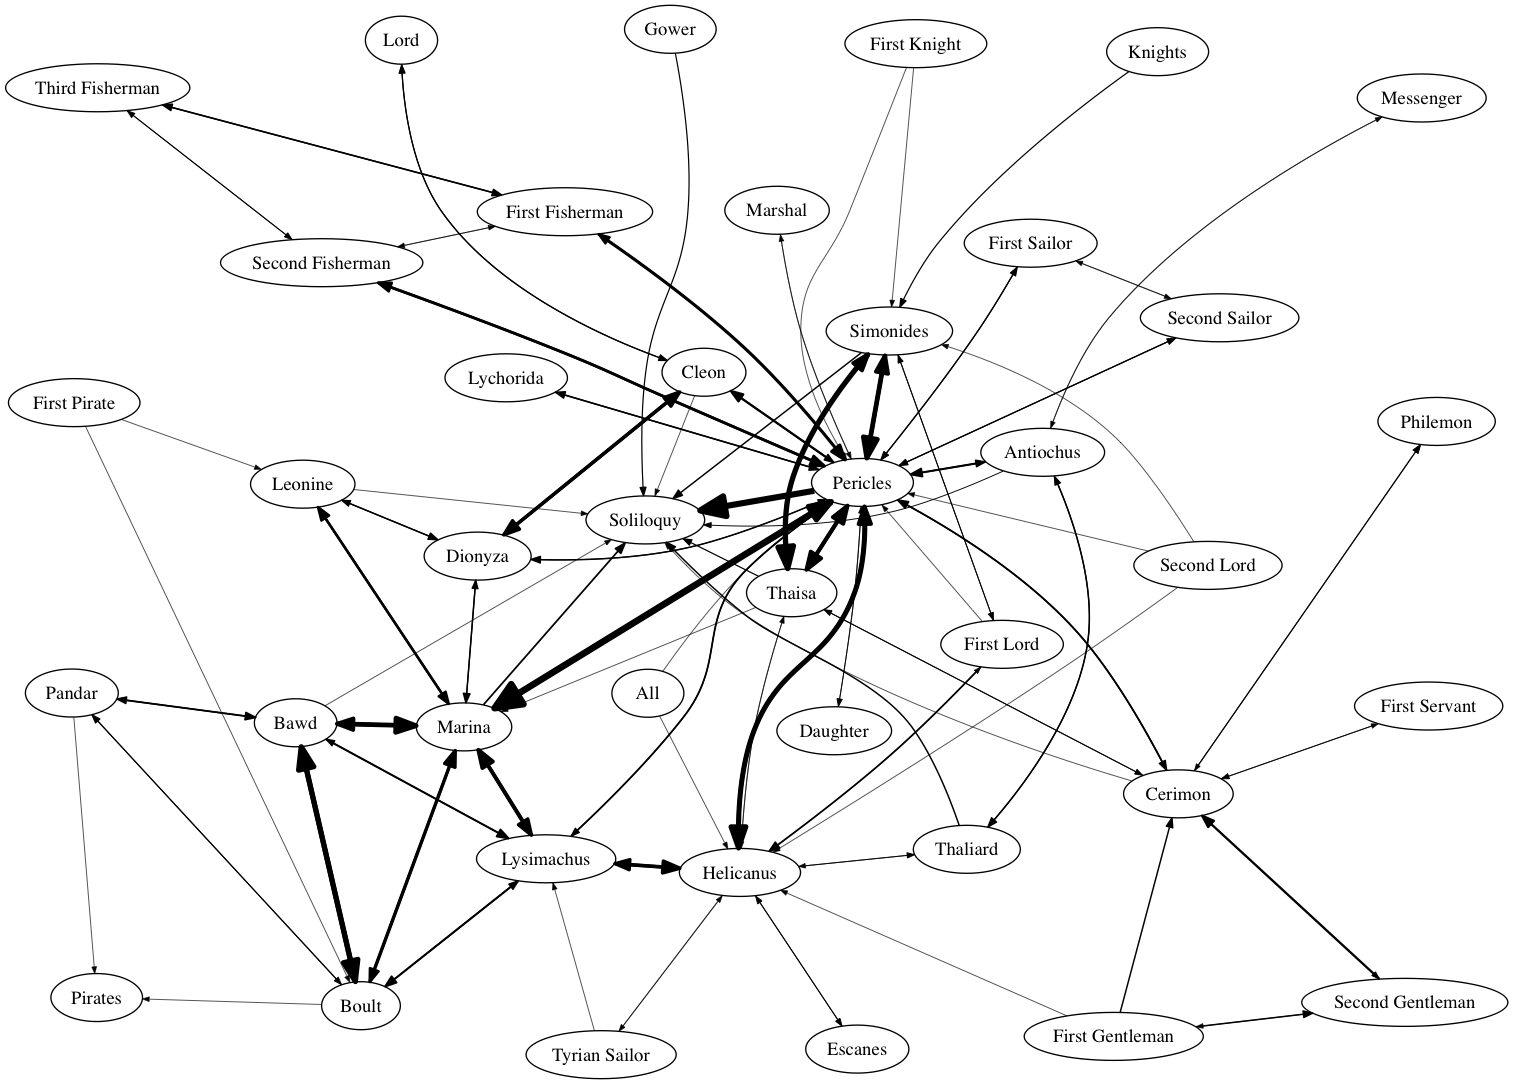 Gower
Lord
First Knight
Knights
Third Fisherman
Messenger
Marshal
First Fisherman
First Sailor
Second Fisherman
Second Sailor
Simonides
Cleon
Lychorida
First Pirate
Philemon
Antiochus
Leonine
Pericles
Soliloquy
Dionyza
Second Lord
Thaisa
First Lord
Pandar
All
First Servant
Bawd
Marina
Daughter
Cerimon
Thaliard
Lysimachus
Helicanus
Pirates
Boult
Second Gentleman
First Gentleman
Escanes
Tyrian Sailor